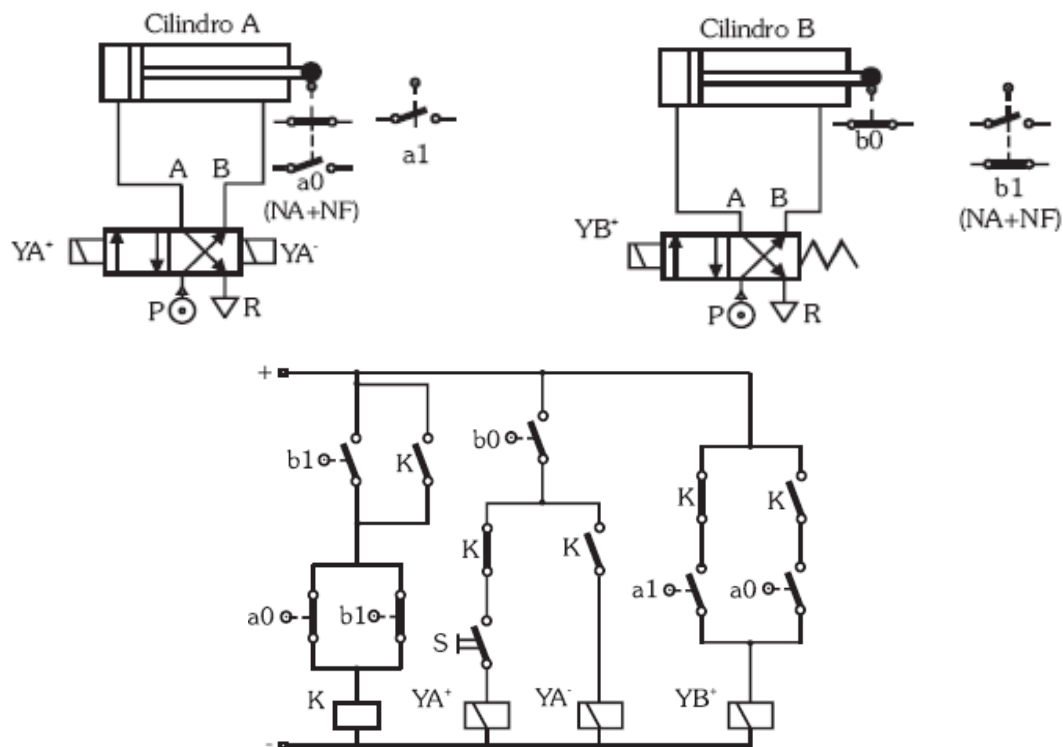 Cilindro A
Cilindro B
a1
a0
(NA+NF)
b0
b1
(NA+NF)
A B
A B
YA⁺
YA⁻
YB⁺
P
R
P
R
+
b1
K
b0
K
K
K
K
a0
b1
a1
a0
S
K
YA⁺
YA⁻
YB⁺
-